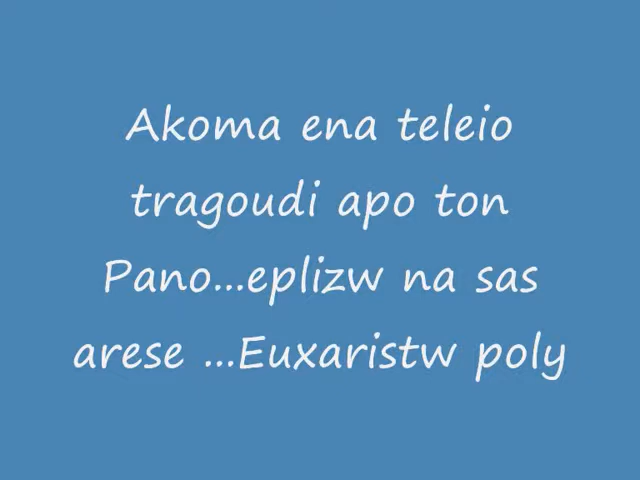 Akoma ena teleio
tragoudi apo ton
Pano...eplizw na sas
arese ...Euxaristw poly